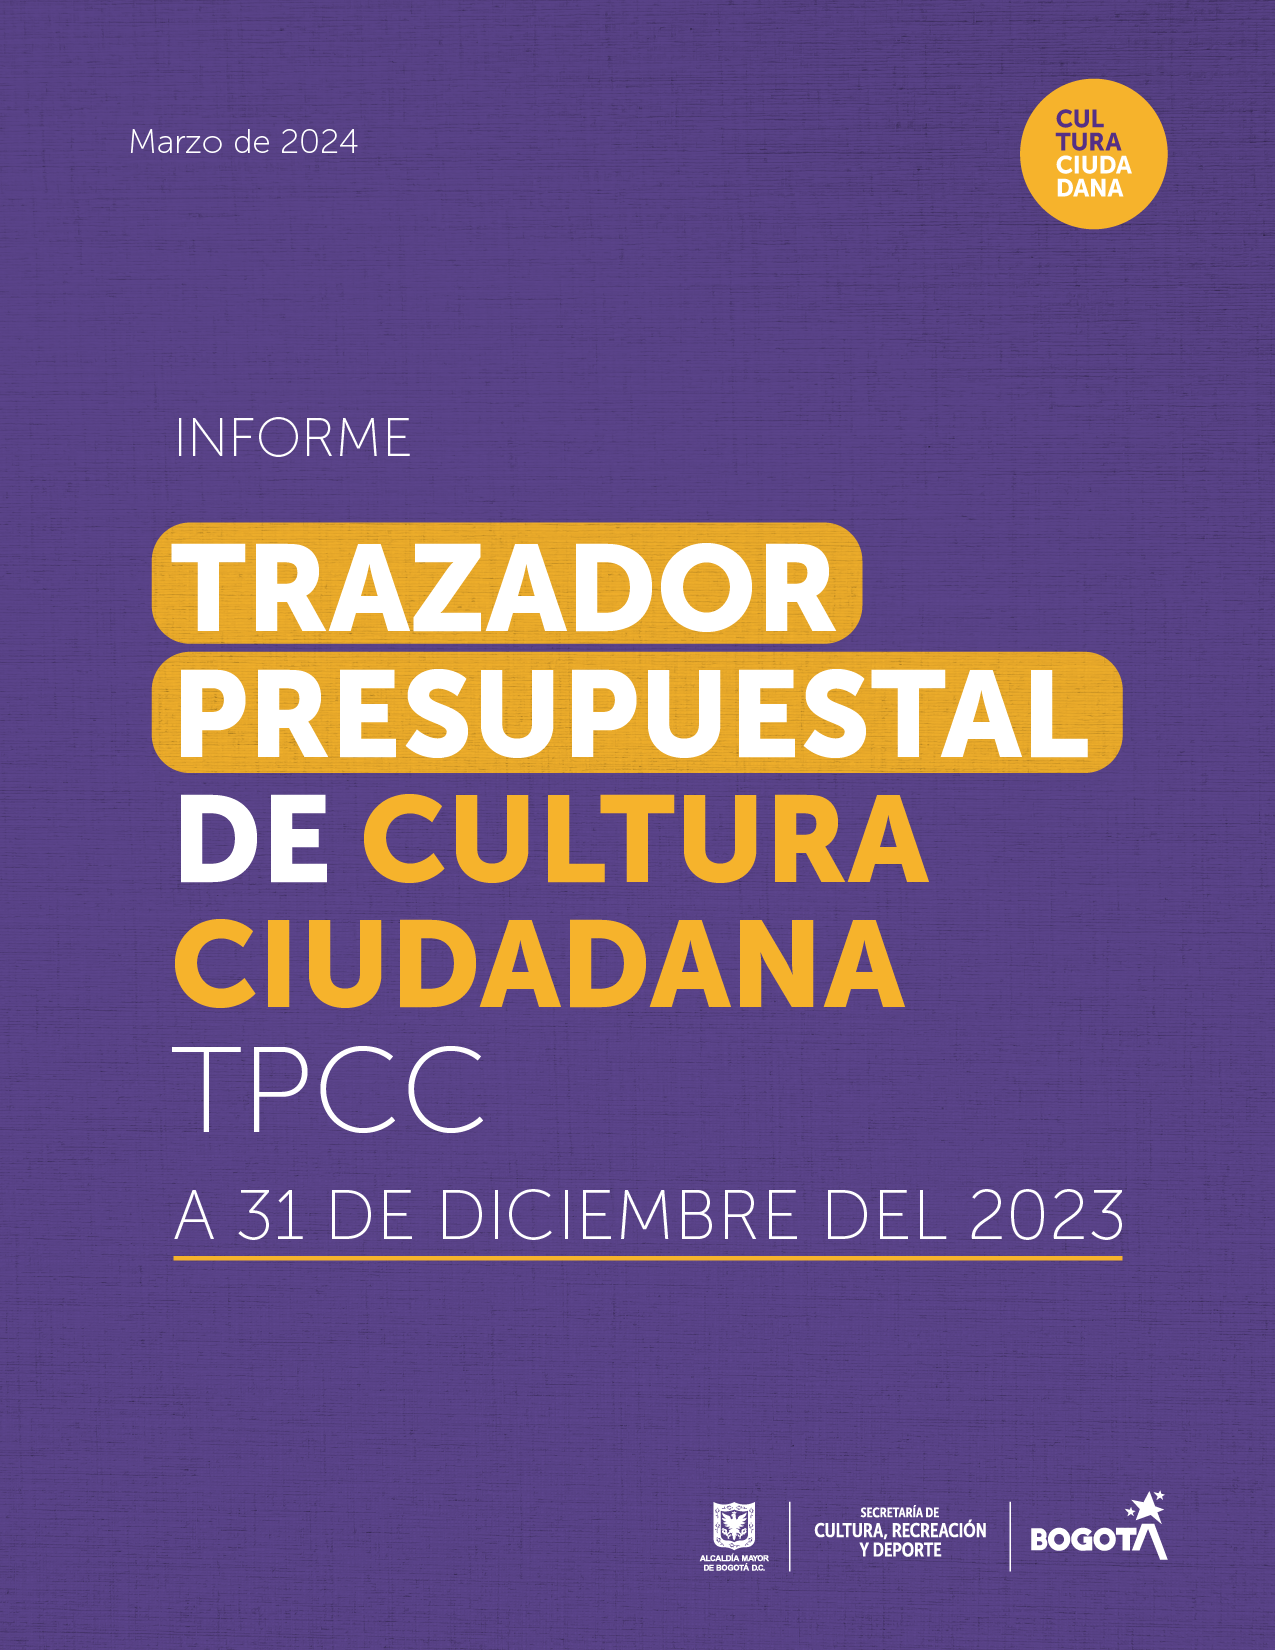 Marzo de 2024
CUL
TURA
CIUDA
DANA
INFORME
TRAZADOR
PRESUPUESTAL
DE CULTURA
CIUDADANA
TPCC
A 31 DE DICIEMBRE DEL 2023
ALCALDÍA MAYOR
DE BOGOTÁ D.C.
SECRETARÍA DE
CULTURA, RECREACIÓN
Y DEPORTE
BOGOTÁ